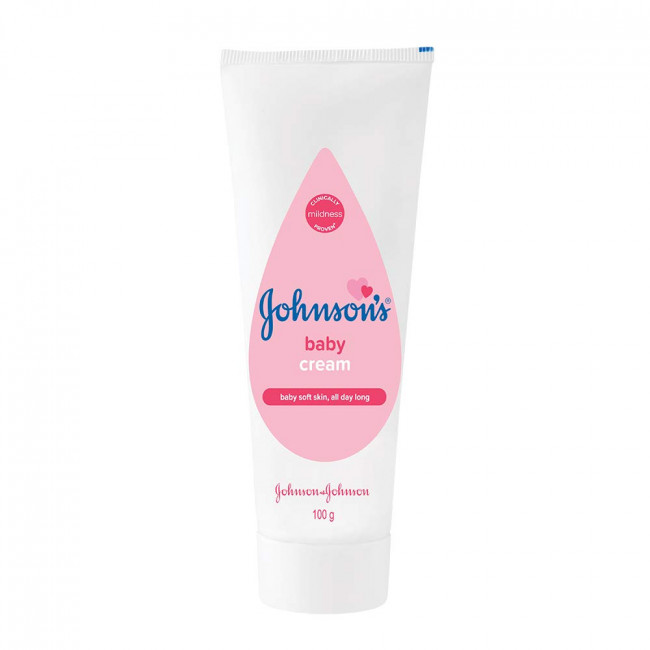 CLINICALLY
mildness
PROVEN*
Johnson's®
baby
cream
baby soft skin, all day long
Johnson+Johnson
100 g